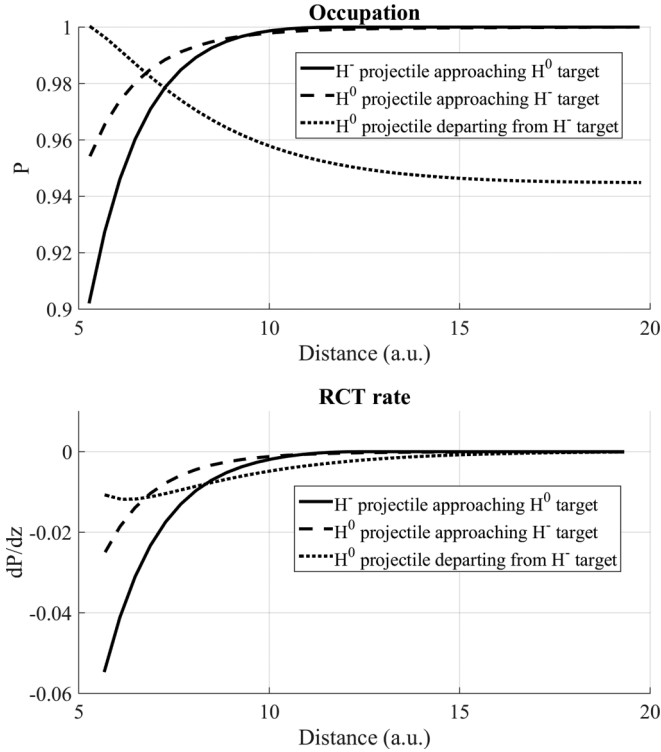 Occupation
1
0.98
0.96
0.94
0.92
0.9
P
H⁻ projectile approaching H⁰ target
H⁰ projectile approaching H⁻ target
H⁰ projectile departing from H⁻ target
5 10 15 20
Distance (a.u.)
RCT rate
0
-0.02
-0.04
-0.06
dP/dz
H⁻ projectile approaching H⁰ target
H⁰ projectile approaching H⁻ target
H⁰ projectile departing from H⁻ target
5 10 15 20
Distance (a.u.)